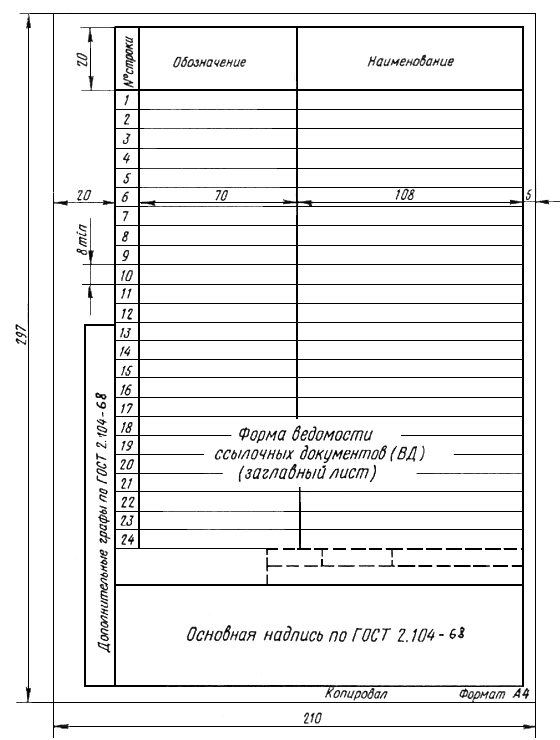 20
№ строки
Обозначение
Наименование
1
2
3
4
5
20
6
70
108
5
7
8
8 min
9
10
11
12
297
13
14
15
16
17
18
19
20
21
22
23
24
Форма ведомости
ссылочных документов (ВД)
(заглавный лист)
Дополнительные графы по ГОСТ 2.104-68
Основная надпись по ГОСТ 2.104-68
Копировал
Формат А4
210